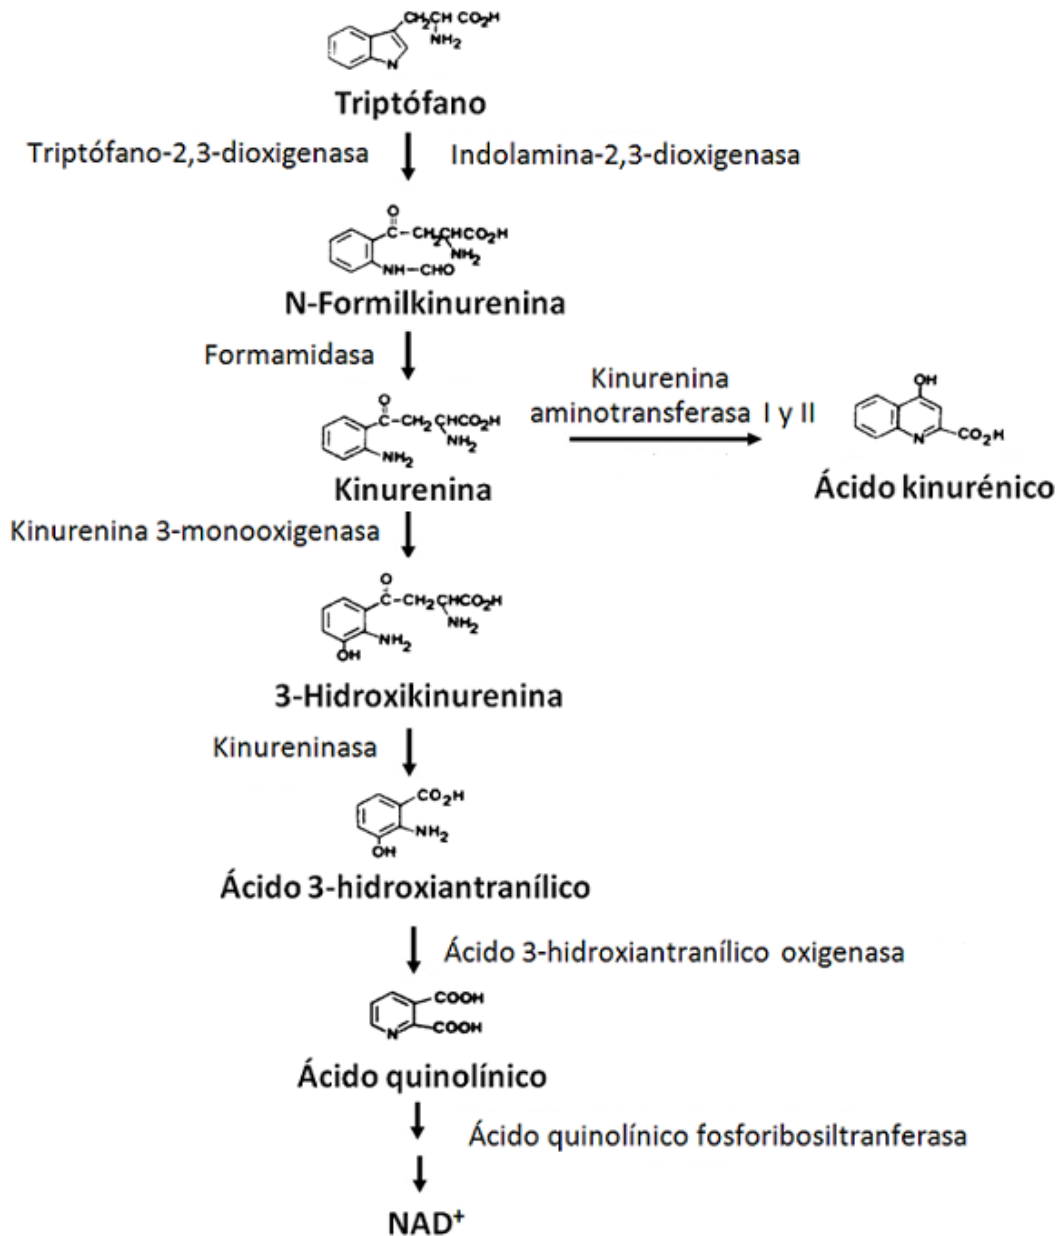 CH2CH CO2H
NH2
N
Triptófano
Triptófano-2,3-dioxigenasa
Indolamina-2,3-dioxigenasa
O
C-CH2CHCO2H
NH2
NH-CHO
N-Formilkinurenina
Formamidasa
Kinurenina
aminotransferasa I y II
O
C-CH2CHCO2H
NH2
NH2
OH
N
CO2H
Kinurenina
Ácido kinurénico
Kinurenina 3-monooxigenasa
O
C-CH2CHCO2H
NH2
NH2
OH
3-Hidroxikinurenina
Kinureninasa
CO2H
NH2
OH
Ácido 3-hidroxiantranílico
Ácido 3-hidroxiantranílico oxigenasa
COOH
COOH
N
Ácido quinolínico
Ácido quinolínico fosforibosiltranferasa
NAD+